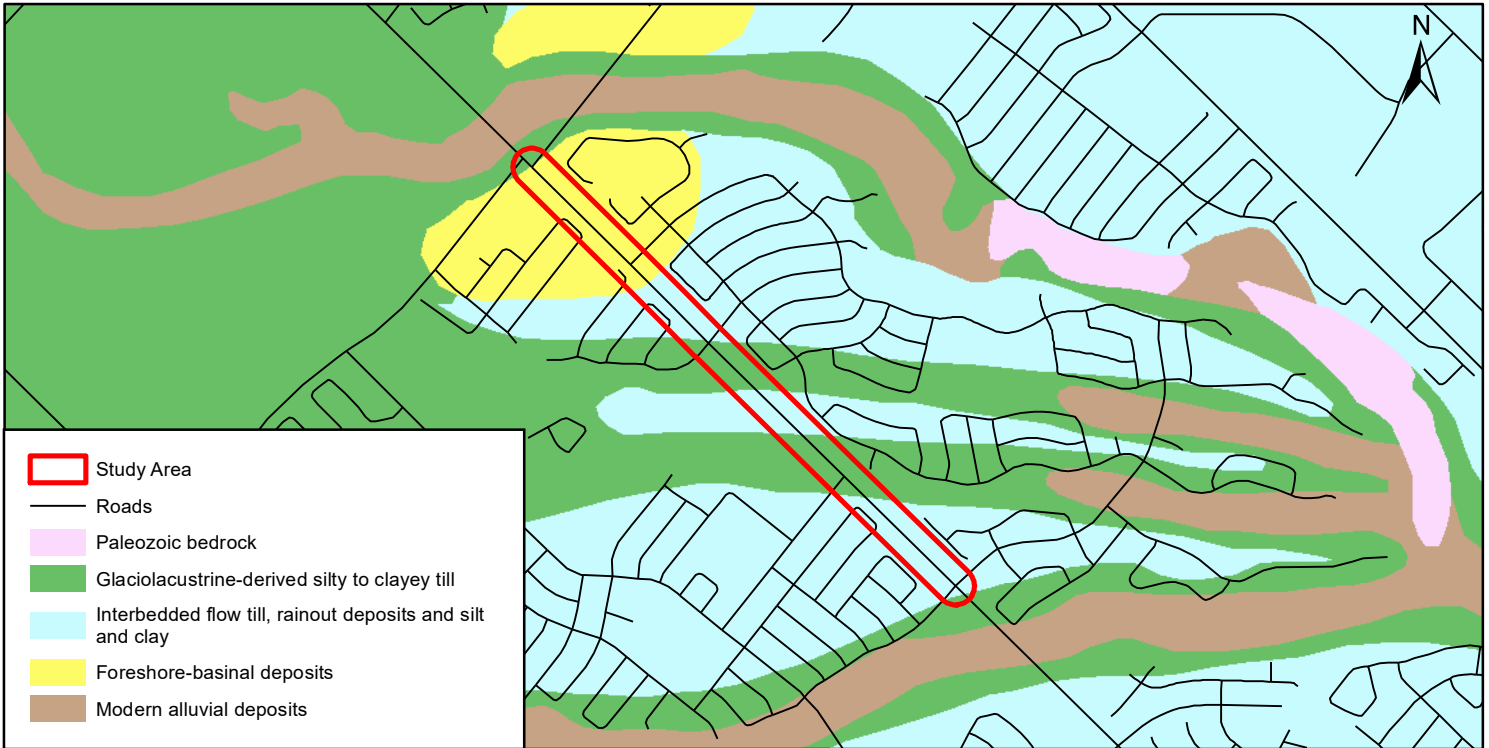 N
Study Area
Roads
Paleozoic bedrock
Glaciolacustrine-derived silty to clayey till
Interbedded flow till, rainout deposits and silt
and clay
Foreshore-basinal deposits
Modern alluvial deposits